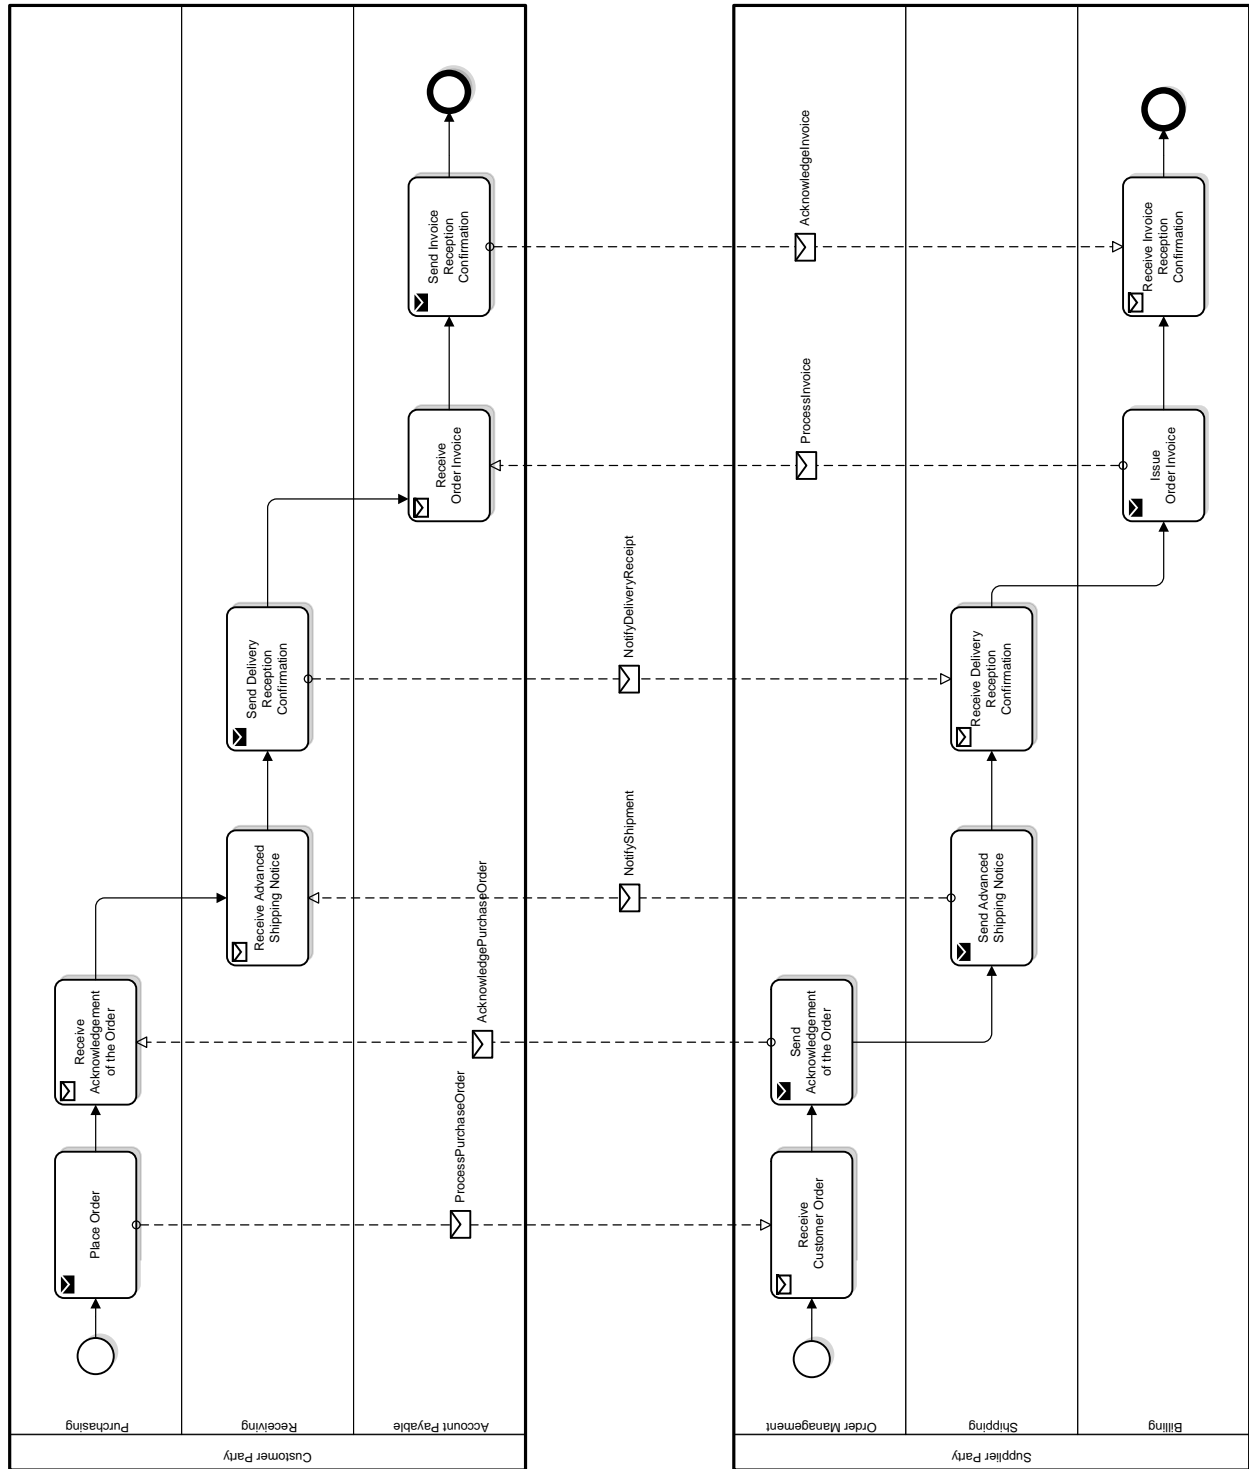 Customer Party
Purchasing
Place Order
Receive
Acknowledgement
of the Order
Receiving
Receive Advanced
Shipping Notice
Send Delivery
Reception
Confirmation
Account Payable
Receive
Order Invoice
Send Invoice
Reception
Confirmation
ProcessPurchaseOrder
AcknowledgePurchaseOrder
NotifyShipment
NotifyDeliveryReceipt
ProcessInvoice
AcknowledgeInvoice
Supplier Party
Order Management
Receive
Customer Order
Send
Acknowledgement
of the Order
Shipping
Send Advanced
Shipping Notice
Receive Delivery
Reception
Confirmation
Billing
Issue
Order Invoice
Receive Invoice
Reception
Confirmation